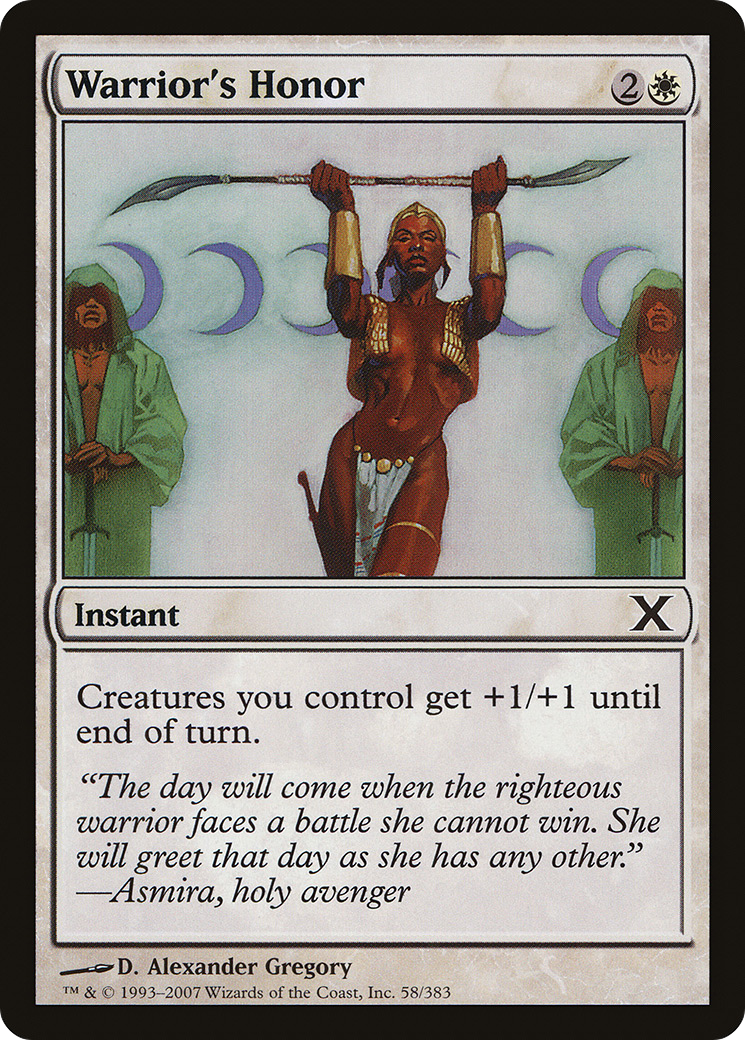 Warrior's Honor 2
Instant X
Creatures you control get +1/+1 until
end of turn.
“The day will come when the righteous
warrior faces a battle she cannot win. She
will greet that day as she has any other.”
—Asmira, holy avenger
D. Alexander Gregory
™ & © 1993–2007 Wizards of the Coast, Inc. 58/383